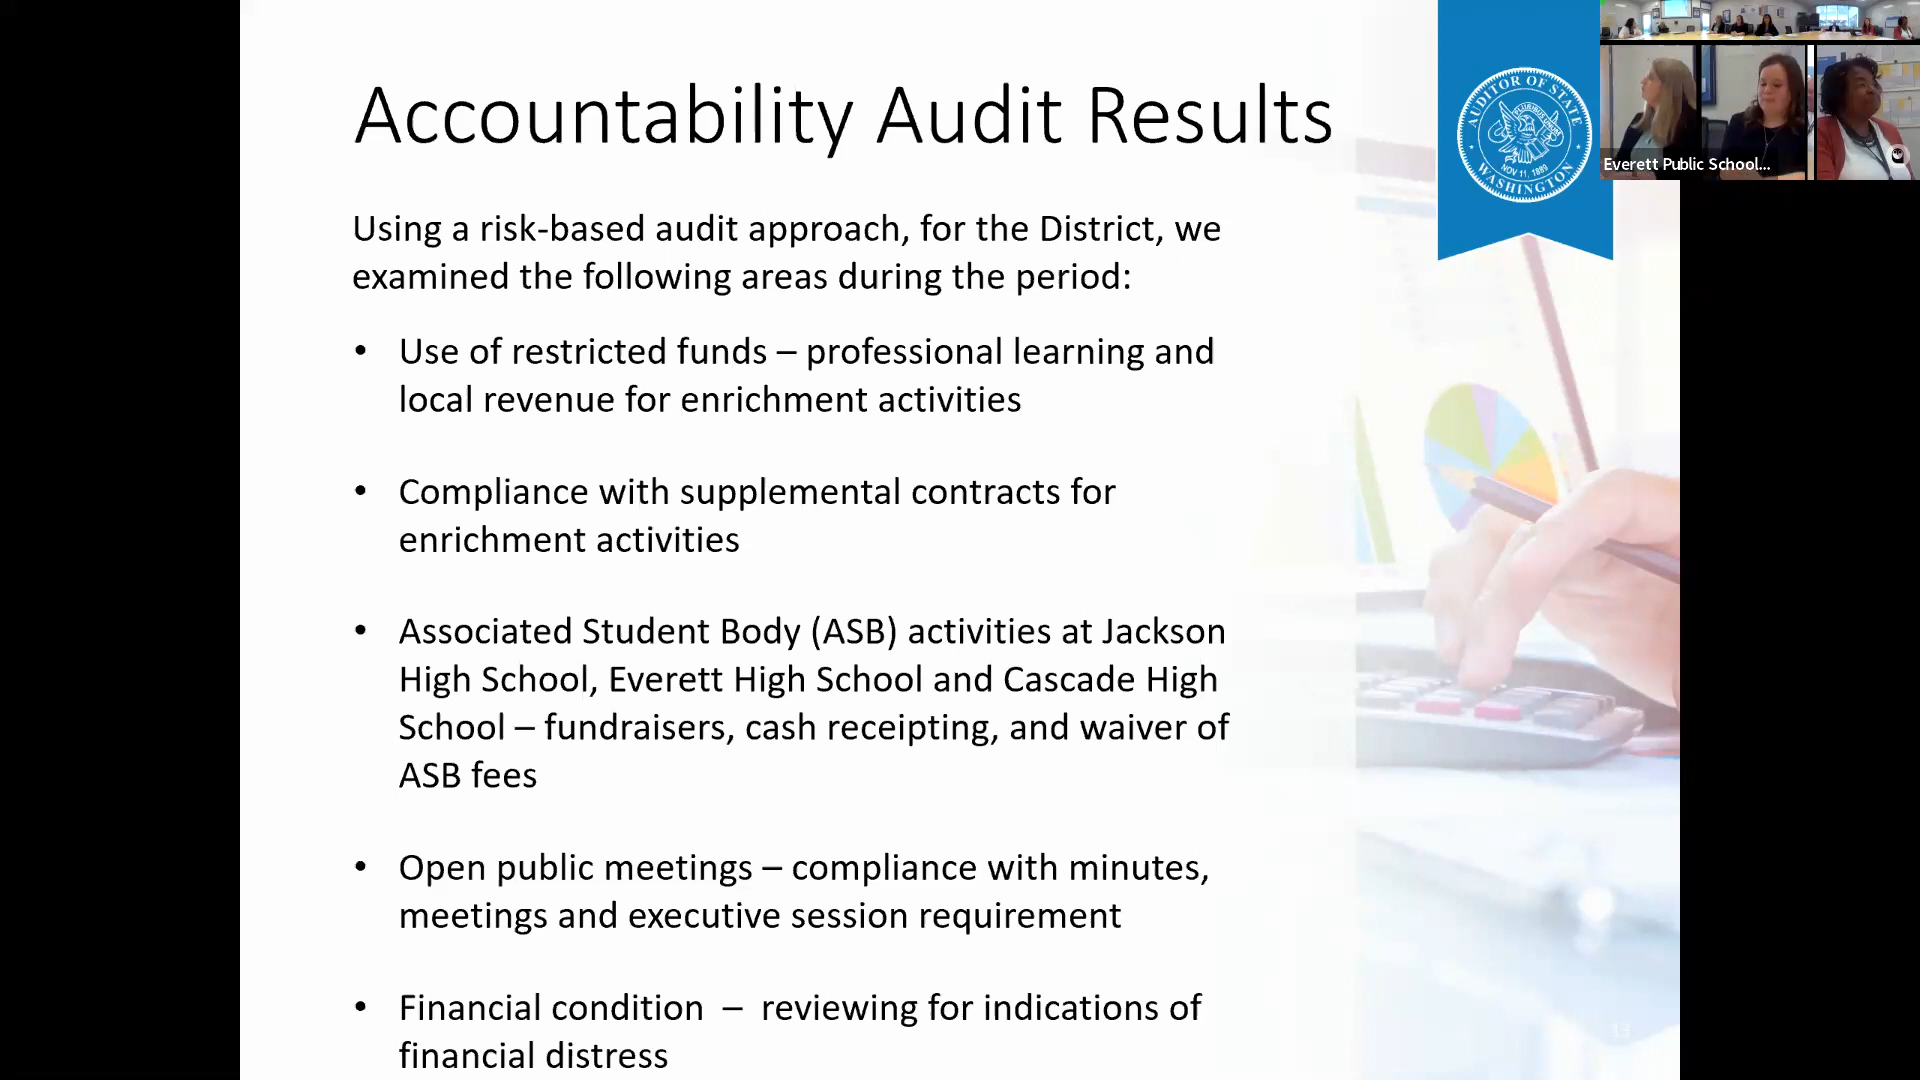 Accountability Audit Results
Using a risk-based audit approach, for the District, we
examined the following areas during the period:
• Use of restricted funds – professional learning and
local revenue for enrichment activities
• Compliance with supplemental contracts for
enrichment activities
• Associated Student Body (ASB) activities at Jackson
High School, Everett High School and Cascade High
School – fundraisers, cash receipting, and waiver of
ASB fees
• Open public meetings – compliance with minutes,
meetings and executive session requirement
• Financial condition – reviewing for indications of
financial distress
AUDITOR OF STATE
NOV 11, 1889
WASHINGTON
Everett Public School...
13